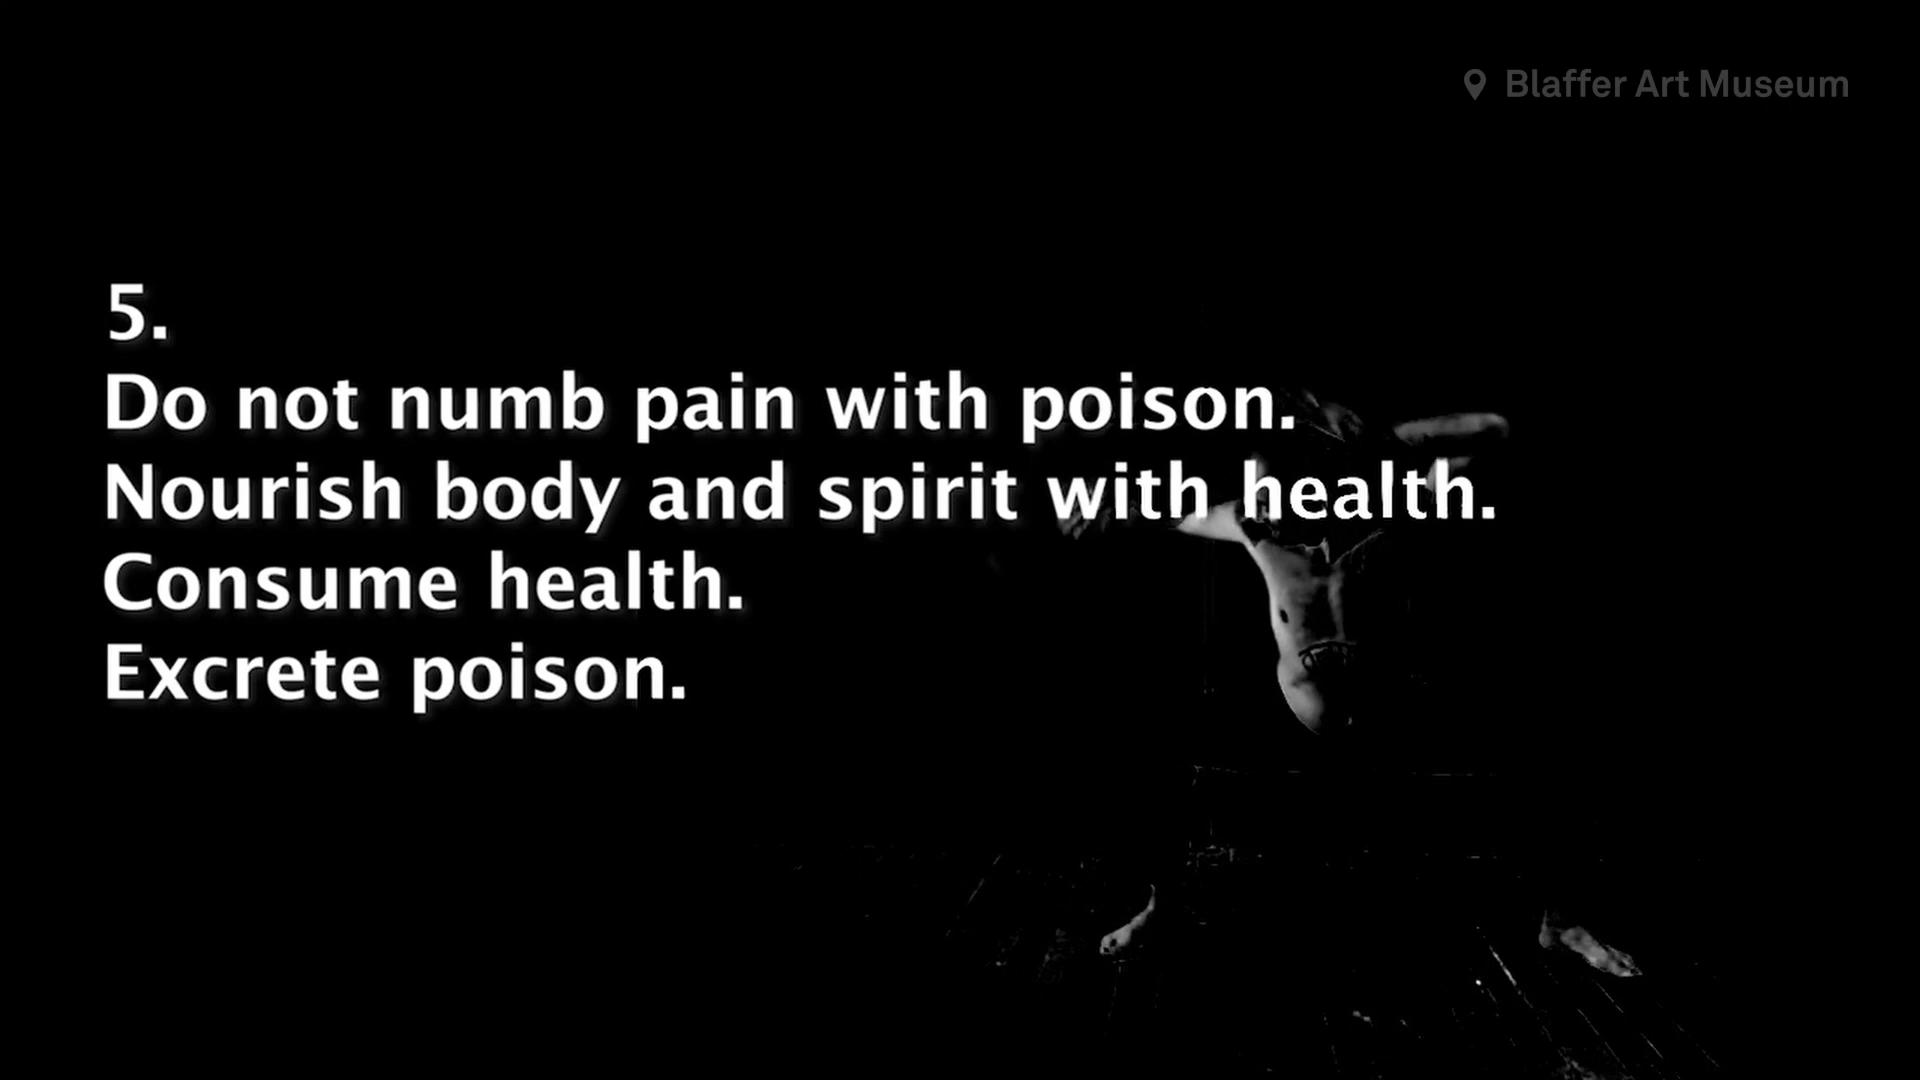 Blaffer Art Museum
5.
Do not numb pain with poison.
Nourish body and spirit with health.
Consume health.
Excrete poison.